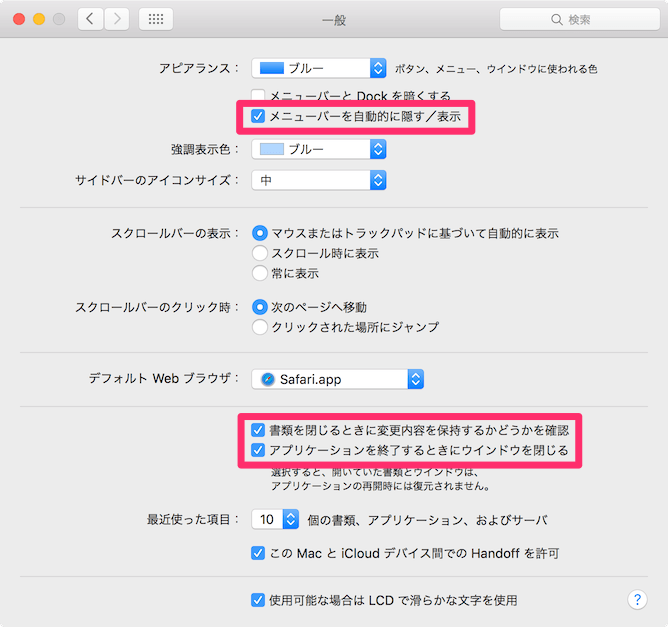 一般
検索
アピアランス： ブルー ボタン、メニュー、ウインドウに使われる色
メニューバーと Dock を暗くする
メニューバーを自動的に隠す／表示
強調表示色： ブルー
サイドバーのアイコンサイズ： 中
スクロールバーの表示： マウスまたはトラックパッドに基づいて自動的に表示
スクロール時に表示
常に表示
スクロールバーのクリック時： 次のページへ移動
クリックされた場所にジャンプ
デフォルト Web ブラウザ： Safari.app
書類を閉じるときに変更内容を保持するかどうかを確認
アプリケーションを終了するときにウインドウを閉じる
選択すると、開いていた書類とウインドウは、
アプリケーションの再開時には復元されません。
最近使った項目： 10 個の書類、アプリケーション、およびサーバ
この Mac と iCloud デバイス間での Handoff を許可
使用可能な場合は LCD で滑らかな文字を使用
?